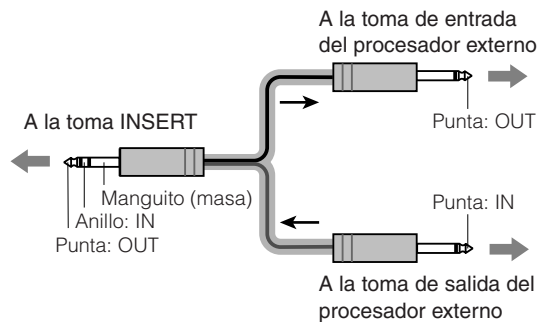 A la toma de entrada
del procesador externo
Punta: OUT
A la toma INSERT
Manguito (masa)
Anillo: IN
Punta: OUT
Punta: IN
A la toma de salida del
procesador externo